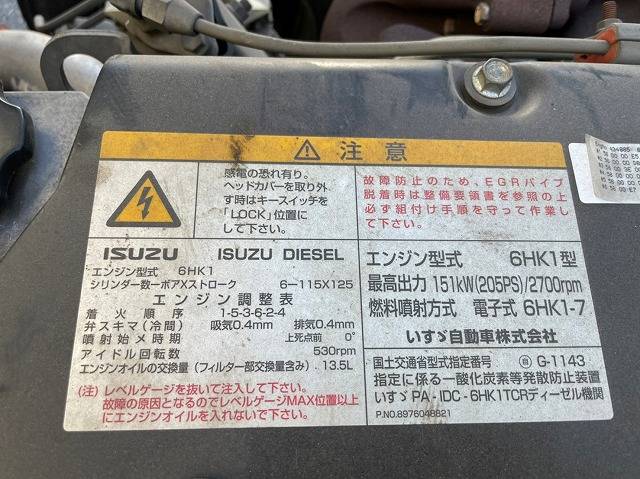 注意
感電の恐れ有り。
ヘッドカバーを取り外
す時はキースイッチを
「LOCK」位置に
して下さい。
故障防止のため、EGRパイプ
脱着時は整備要領書を参照の上
必ず組付け手順を守って作業し
て下さい。
ISUZU ISUZU DIESEL
エンジン型式 6HK1
シリンダー数ーボアXストローク 6ー115X125
エンジン調整表
着火順序 1-5-3-6-2-4
弁スキマ(冷間) 吸気0.4mm 排気0.4mm
噴射始メ時期 上死点前 0°
アイドル回転数 530rpm
エンジンオイルの交換量(フィルター部交換量含み) 13.5L
(注)レベルゲージを抜いて注入して下さい。
故障の原因となるのでレベルゲージMAX位置以上
にエンジンオイルを入れないで下さい。
エンジン型式 6HK1型
最高出力 151kW(205PS)/2700rpm
燃料噴射方式 電子式 6HK1-7
いすゞ自動車株式会社
国土交通省型式指定番号 G-1143
指定に係る一酸化炭素等発散防止装置
いすゞPA-IDC-6HK1TCRディーゼル機関
P.NO.8976048821